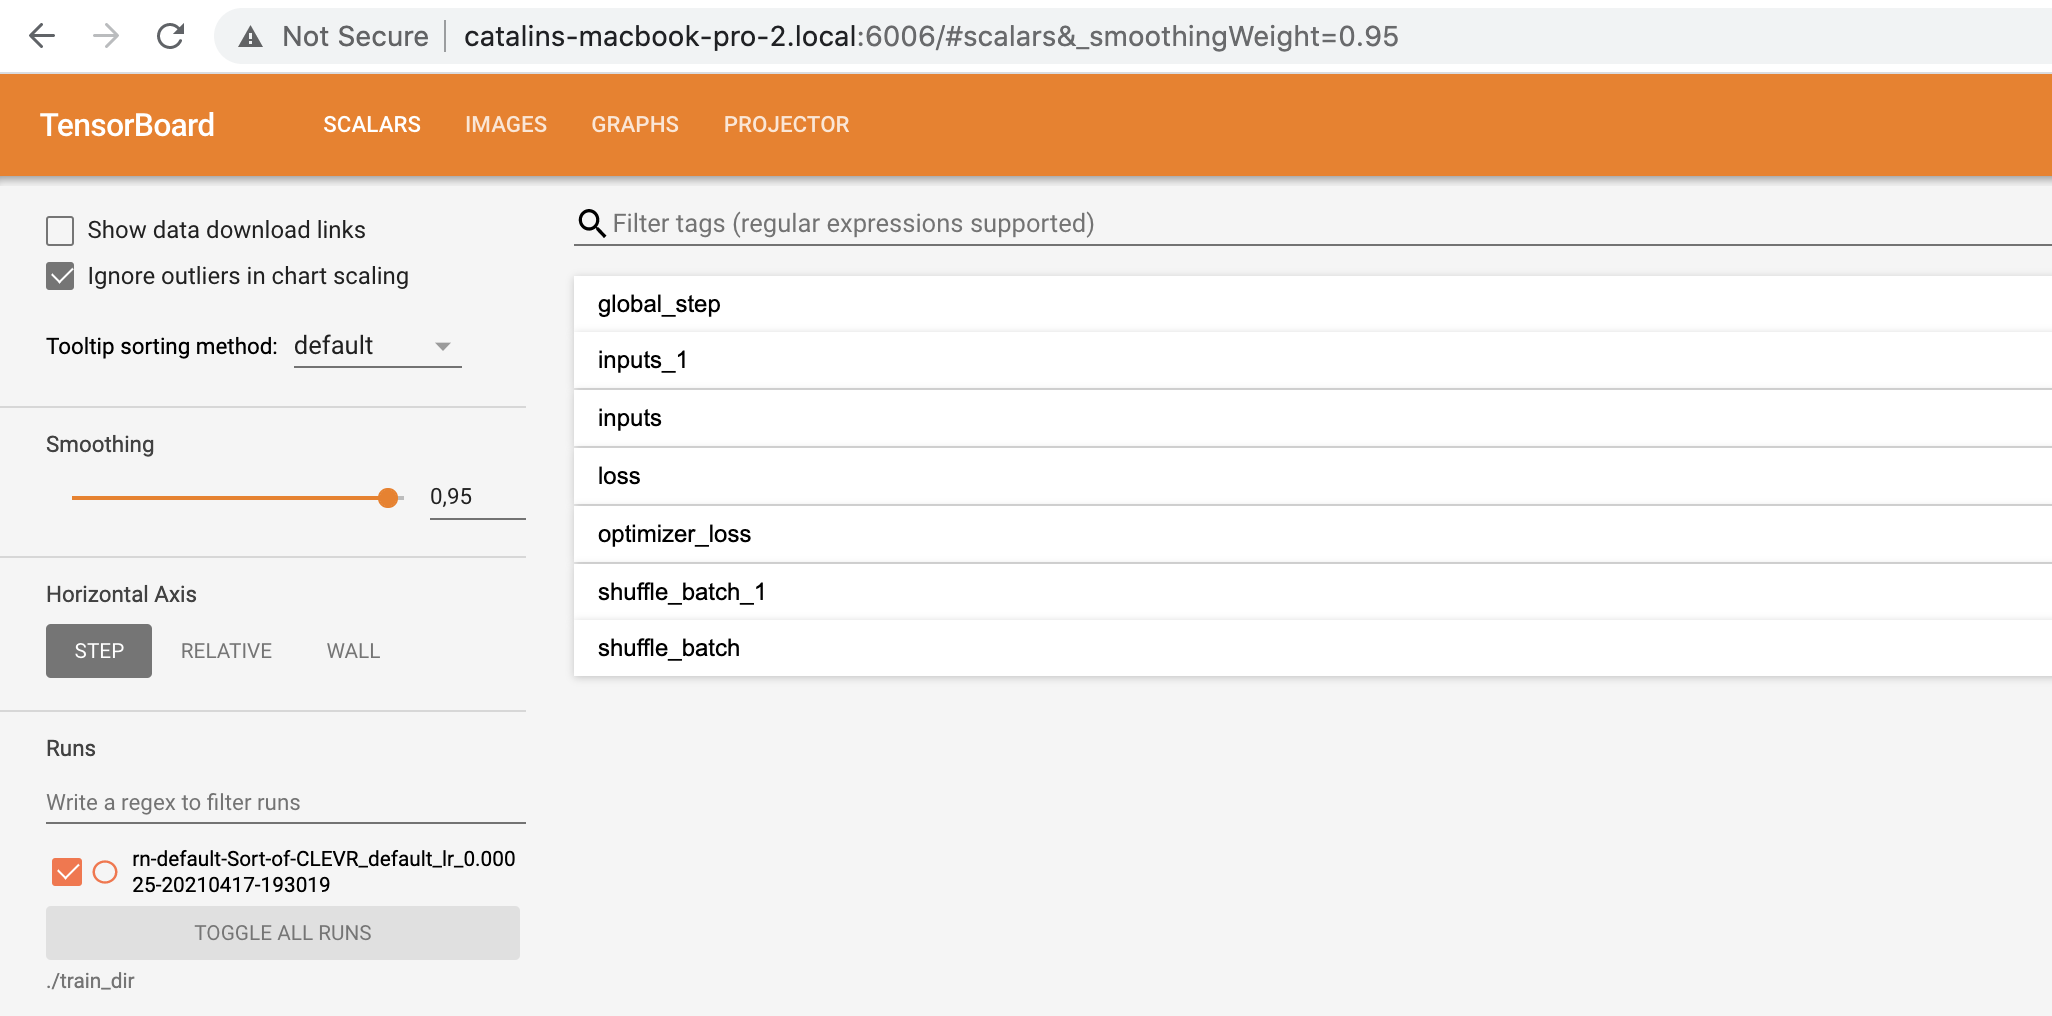 Not Secure catalins-macbook-pro-2.local:6006/#scalars&_smoothingWeight=0.95
TensorBoard SCALARS IMAGES GRAPHS PROJECTOR
Show data download links
Ignore outliers in chart scaling
Tooltip sorting method: default
Smoothing
0,95
Horizontal Axis
STEP RELATIVE WALL
Runs
Write a regex to filter runs
rn-default-Sort-of-CLEVR_default_lr_0.000
25-20210417-193019
TOGGLE ALL RUNS
./train_dir
Filter tags (regular expressions supported)
global_step
inputs_1
inputs
loss
optimizer_loss
shuffle_batch_1
shuffle_batch